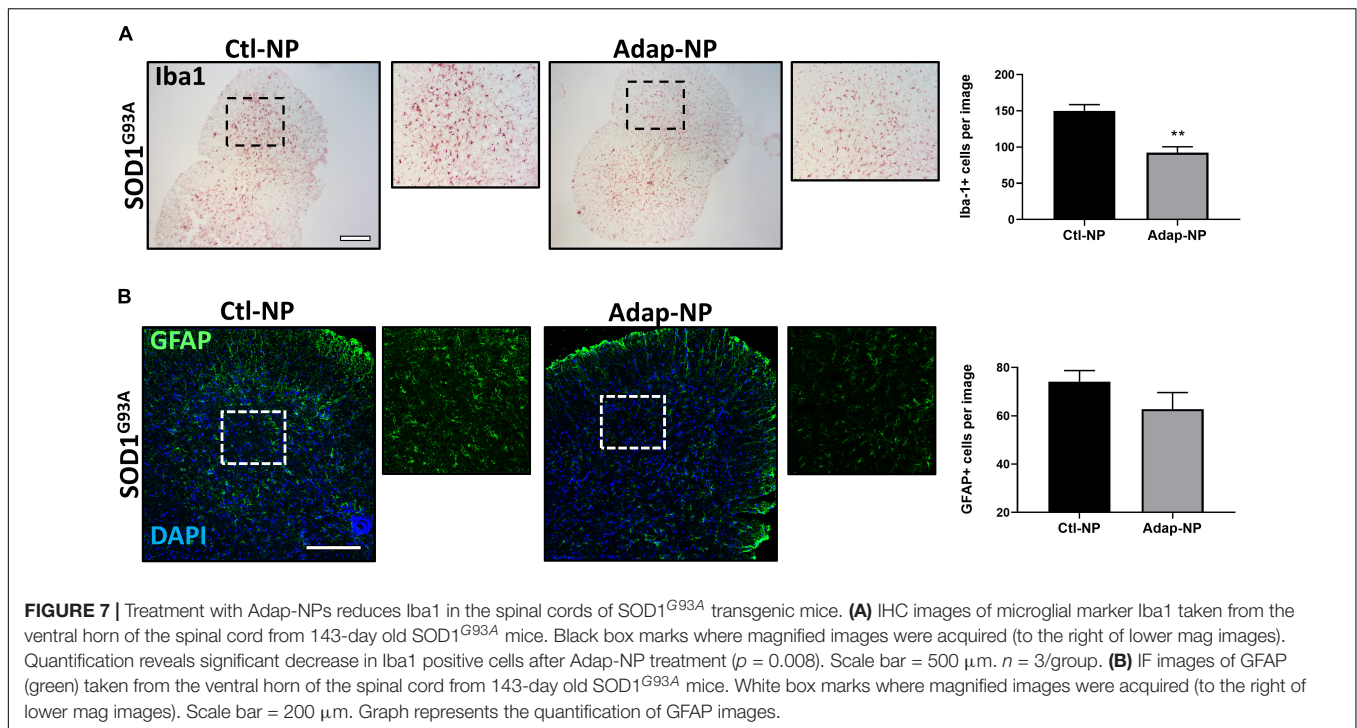 A
Ctl-NP
Adap-NP
Iba1
SOD1G93A
Iba-1+ cells per image
200
150
100
50
0
**
Ctl-NP
Adap-NP
B
Ctl-NP
Adap-NP
GFAP
DAPI
SOD1G93A
GFAP+ cells per image
80
60
40
20
Ctl-NP
Adap-NP
FIGURE 7 | Treatment with Adap-NPs reduces Iba1 in the spinal cords of SOD1G93A transgenic mice. (A) IHC images of microglial marker Iba1 taken from the
ventral horn of the spinal cord from 143-day old SOD1G93A mice. Black box marks where magnified images were acquired (to the right of lower mag images).
Quantification reveals significant decrease in Iba1 positive cells after Adap-NP treatment (p = 0.008). Scale bar = 500 μm. n = 3/group. (B) IF images of GFAP
(green) taken from the ventral horn of the spinal cord from 143-day old SOD1G93A mice. White box marks where magnified images were acquired (to the right of
lower mag images). Scale bar = 200 μm. Graph represents the quantification of GFAP images.